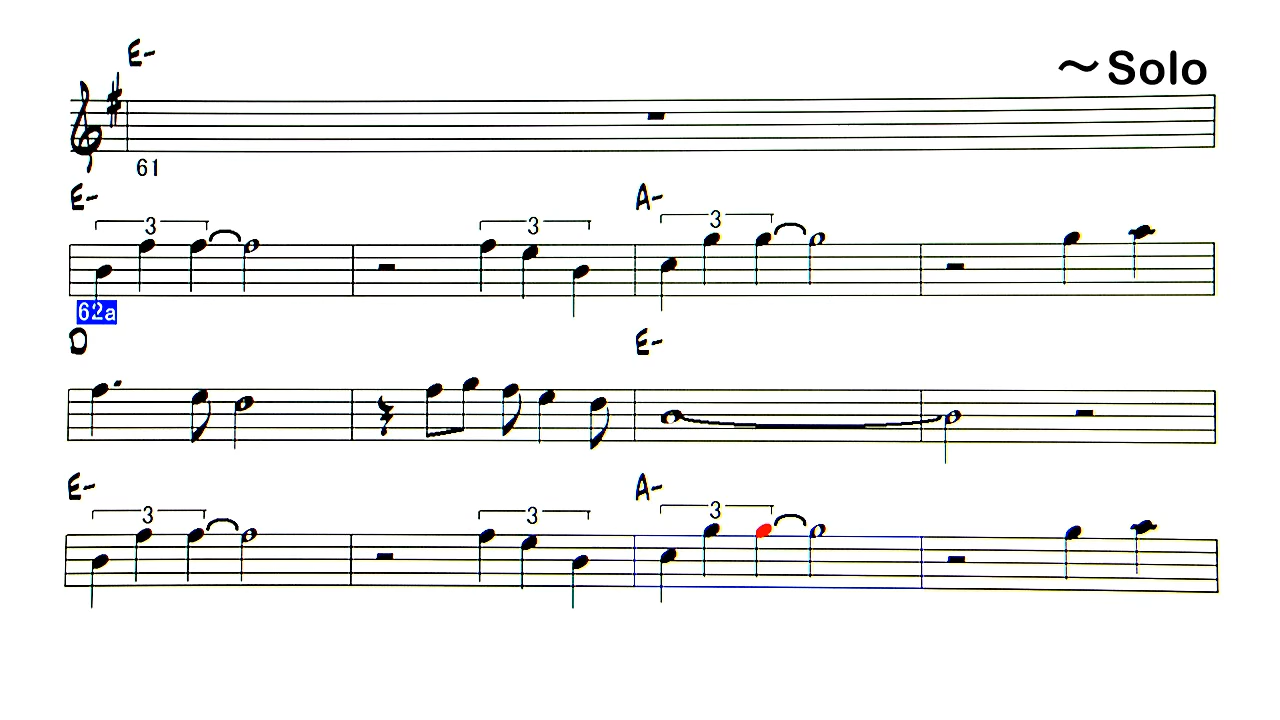 E-
～Solo
61
E- A-
3 3 3
62a
D E-
E- A-
3 3 3